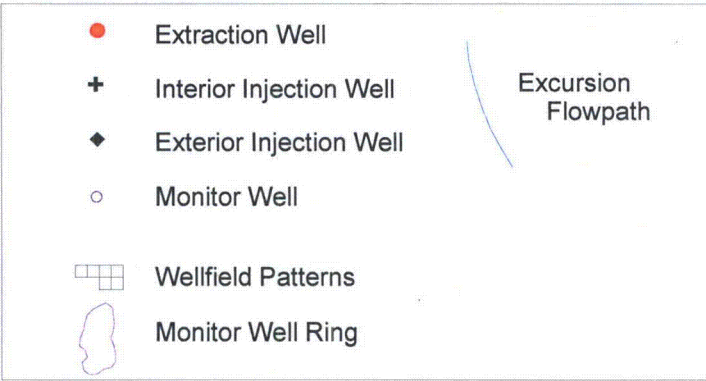 Extraction Well
Interior Injection Well
Exterior Injection Well
Monitor Well
Wellfield Patterns
Monitor Well Ring
Excursion
Flowpath